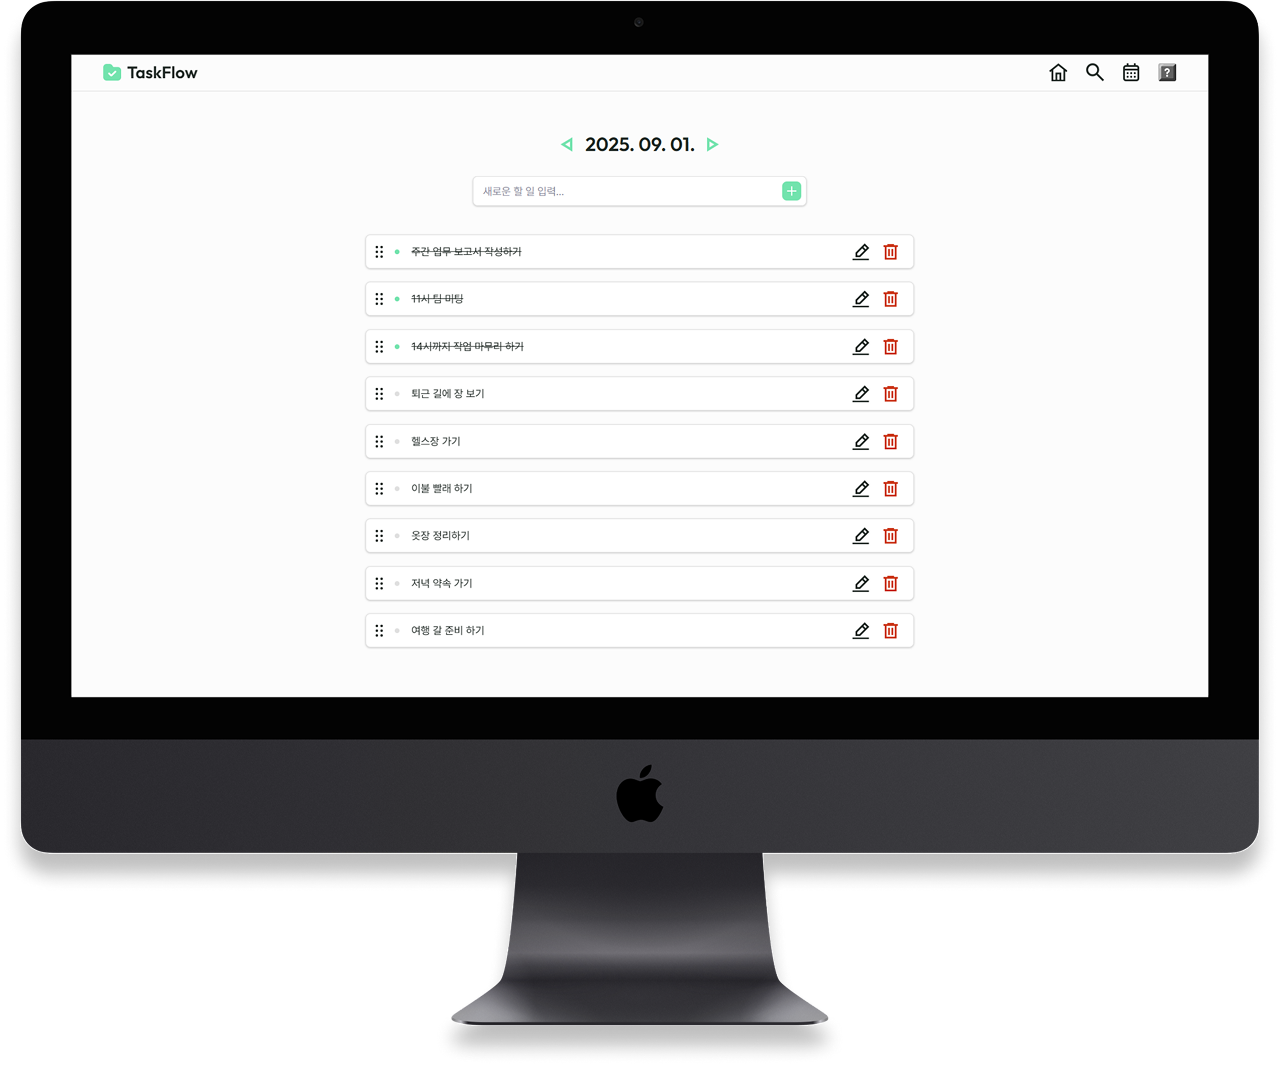 TaskFlow
2025. 09. 01.
새로운 할 일 입력...
주간 업무 보고서 작성하기
11시 팀 미팅
14시까지 작업 마무리 하기
퇴근 길에 장 보기
헬스장 가기
이불 빨래 하기
옷장 정리하기
저녁 약속 가기
여행 갈 준비 하기